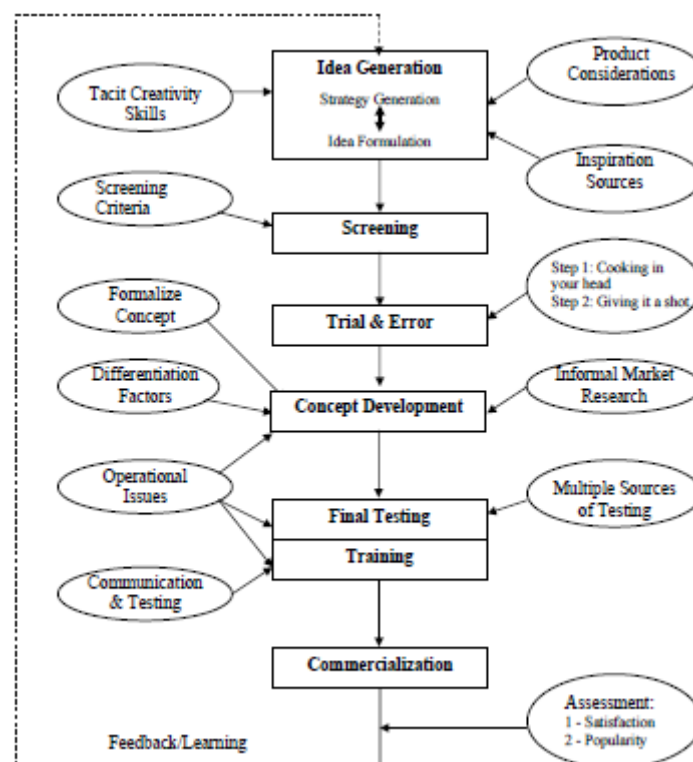 Idea Generation
Strategy Generation
Idea Formulation
Product
Considerations
Tacit Creativity
Skills
Inspiration
Sources
Screening
Criteria
Screening
Step 1: Cooking in
your head
Step 2: Giving it a shot
Formalize
Concept
Trial & Error
Differentiation
Factors
Informal Market
Research
Concept Development
Operational
Issues
Multiple Sources
of Testing
Final Testing
Training
Communication
& Testing
Commercialization
Assessment:
1 - Satisfaction
2 - Popularity
Feedback/Learning